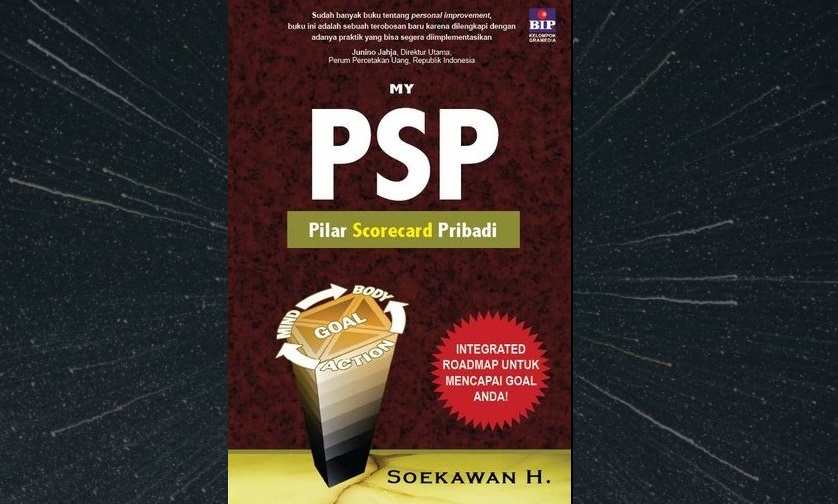 Sudah banyak buku tentang personal improvement,
buku ini adalah sebuah terobosan baru karena dilengkapi dengan
adanya praktik yang bisa segera diimplementasikan
Junino Jahja, Direktur Utama,
Perum Percetakan Uang, Republik Indonesia
BIP
KELOMPOK
GRAMEDIA
MY
PSP
Pilar Scorecard Pribadi
MIND
BODY
GOAL
ACTION
INTEGRATED
ROADMAP UNTUK
MENCAPAI GOAL
ANDA!
SOEKAWAN H.